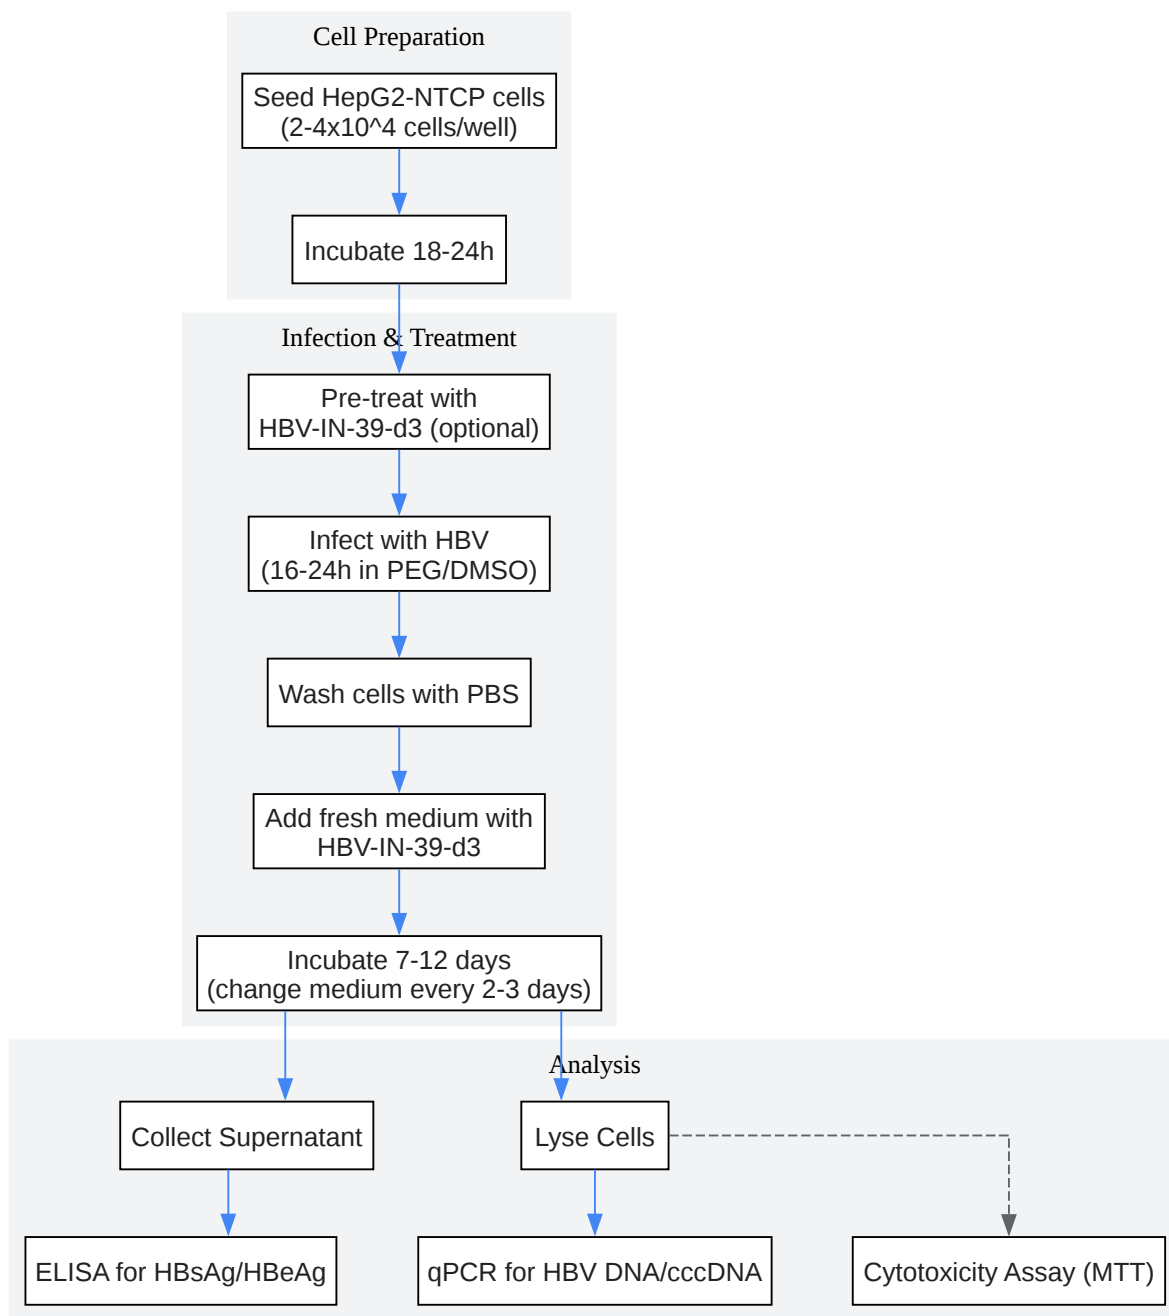 Cell Preparation
Seed HepG2-NTCP cells
(2-4x10^4 cells/well)
Incubate 18-24h
Infection & Treatment
Pre-treat with
HBV-IN-39-d3 (optional)
Infect with HBV
(16-24h in PEG/DMSO)
Wash cells with PBS
Add fresh medium with
HBV-IN-39-d3
Incubate 7-12 days
(change medium every 2-3 days)
Analysis
Collect Supernatant
Lyse Cells
ELISA for HBsAg/HBeAg
qPCR for HBV DNA/cccDNA
Cytotoxicity Assay (MTT)